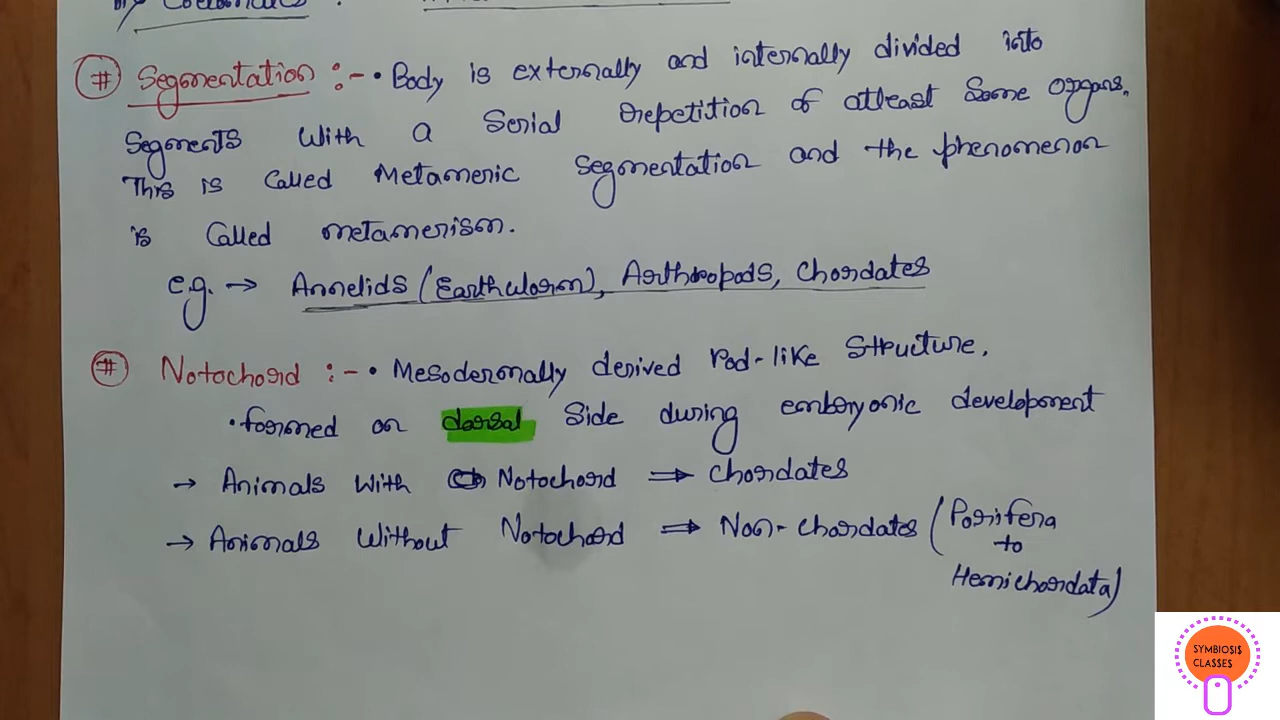 # Segmentation :- • Body is externally and internally divided into
segments with a serial repetition of atleast some organs.
This is called metameric segmentation and the phenomenon
is called metamerism.
e.g. → Annelids (Earthworm), Arthropods, Chordates
# Notochord :- • Mesodermally derived rod-like structure.
• formed on dorsal side during embryonic development
→ Animals with Notochord ⇒ Chordates
→ Animals without Notochord ⇒ Non-chordates (Porifera
to
Hemichordata)
SYMBIOSIS
CLASSES